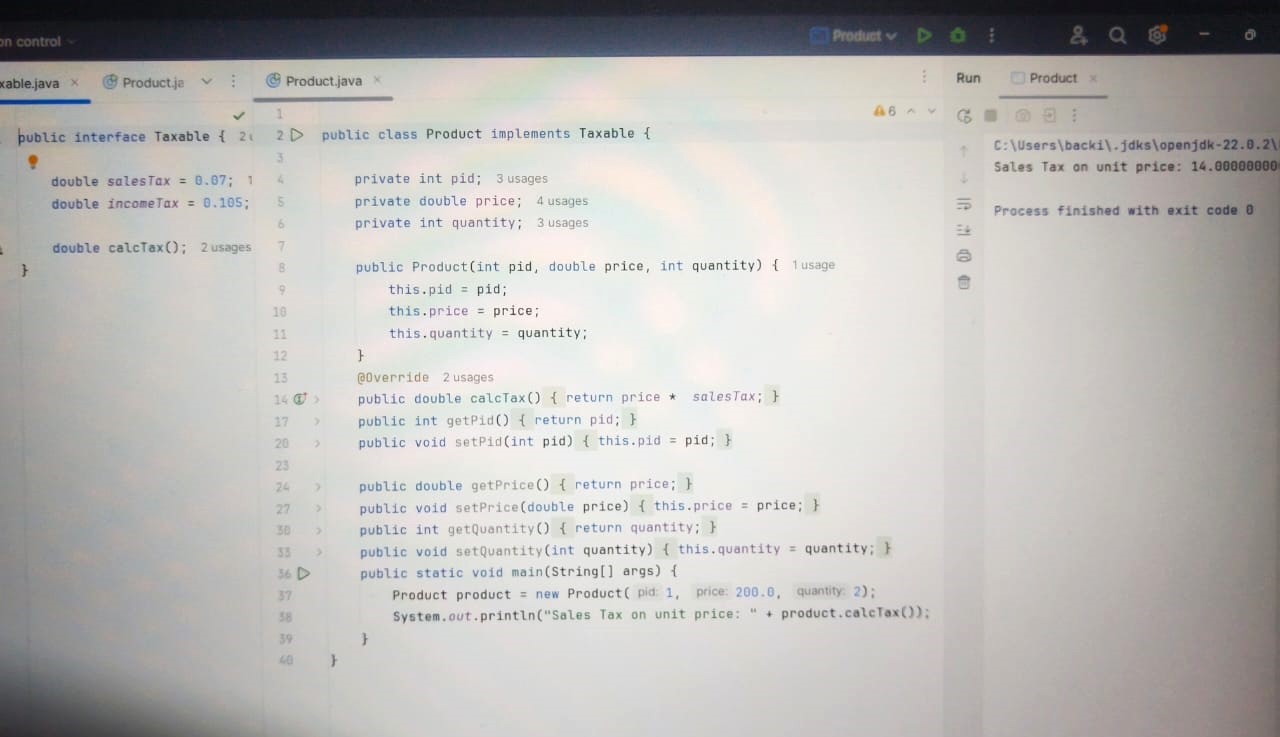 on control
Product
xable.java
Product.ja
Product.java
Run
Product
public interface Taxable {
double salesTax = 0.07; 1
double incomeTax = 0.105;
double calcTax(); 2 usages
}
6
1
2 public class Product implements Taxable {
3
4 private int pid; 3 usages
5 private double price; 4 usages
6 private int quantity; 3 usages
7
8 public Product(int pid, double price, int quantity) { 1 usage
9 this.pid = pid;
10 this.price = price;
11 this.quantity = quantity;
12 }
13 @Override 2 usages
14 public double calcTax() { return price * salesTax; }
17 public int getPid() { return pid; }
20 public void setPid(int pid) { this.pid = pid; }
23
24 public double getPrice() { return price; }
27 public void setPrice(double price) { this.price = price; }
30 public int getQuantity() { return quantity; }
33 public void setQuantity(int quantity) { this.quantity = quantity; }
36 public static void main(String[] args) {
37 Product product = new Product( pid: 1, price: 200.0, quantity: 2);
38 System.out.println("Sales Tax on unit price: " + product.calcTax());
39 }
40 }
C:\Users\backi\.jdks\openjdk-22.0.2\
Sales Tax on unit price: 14.00000000
Process finished with exit code 0